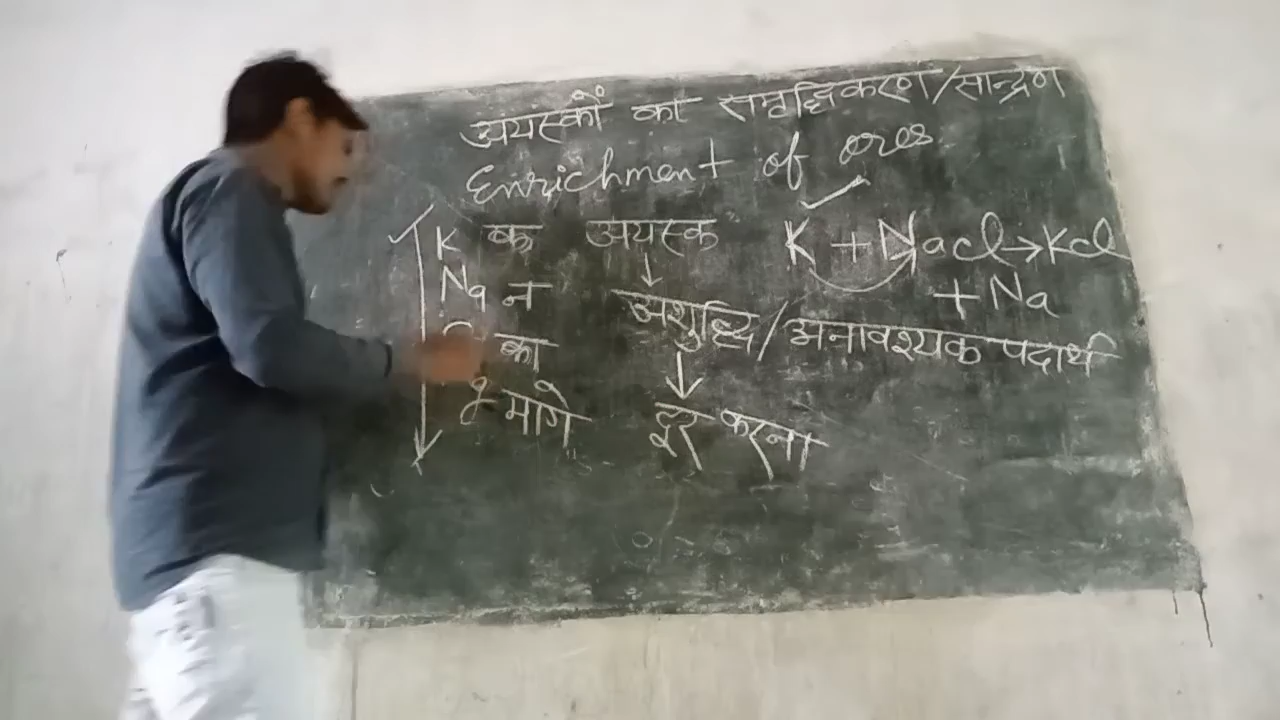 अयस्कों का समृद्धिकरण/सान्द्रण
Enrichment of ores
K क अयस्क K + NaCl → KCl
Na न + Na
अशुद्धि/अनावश्यक पदार्थ
का
मागे दूर करना